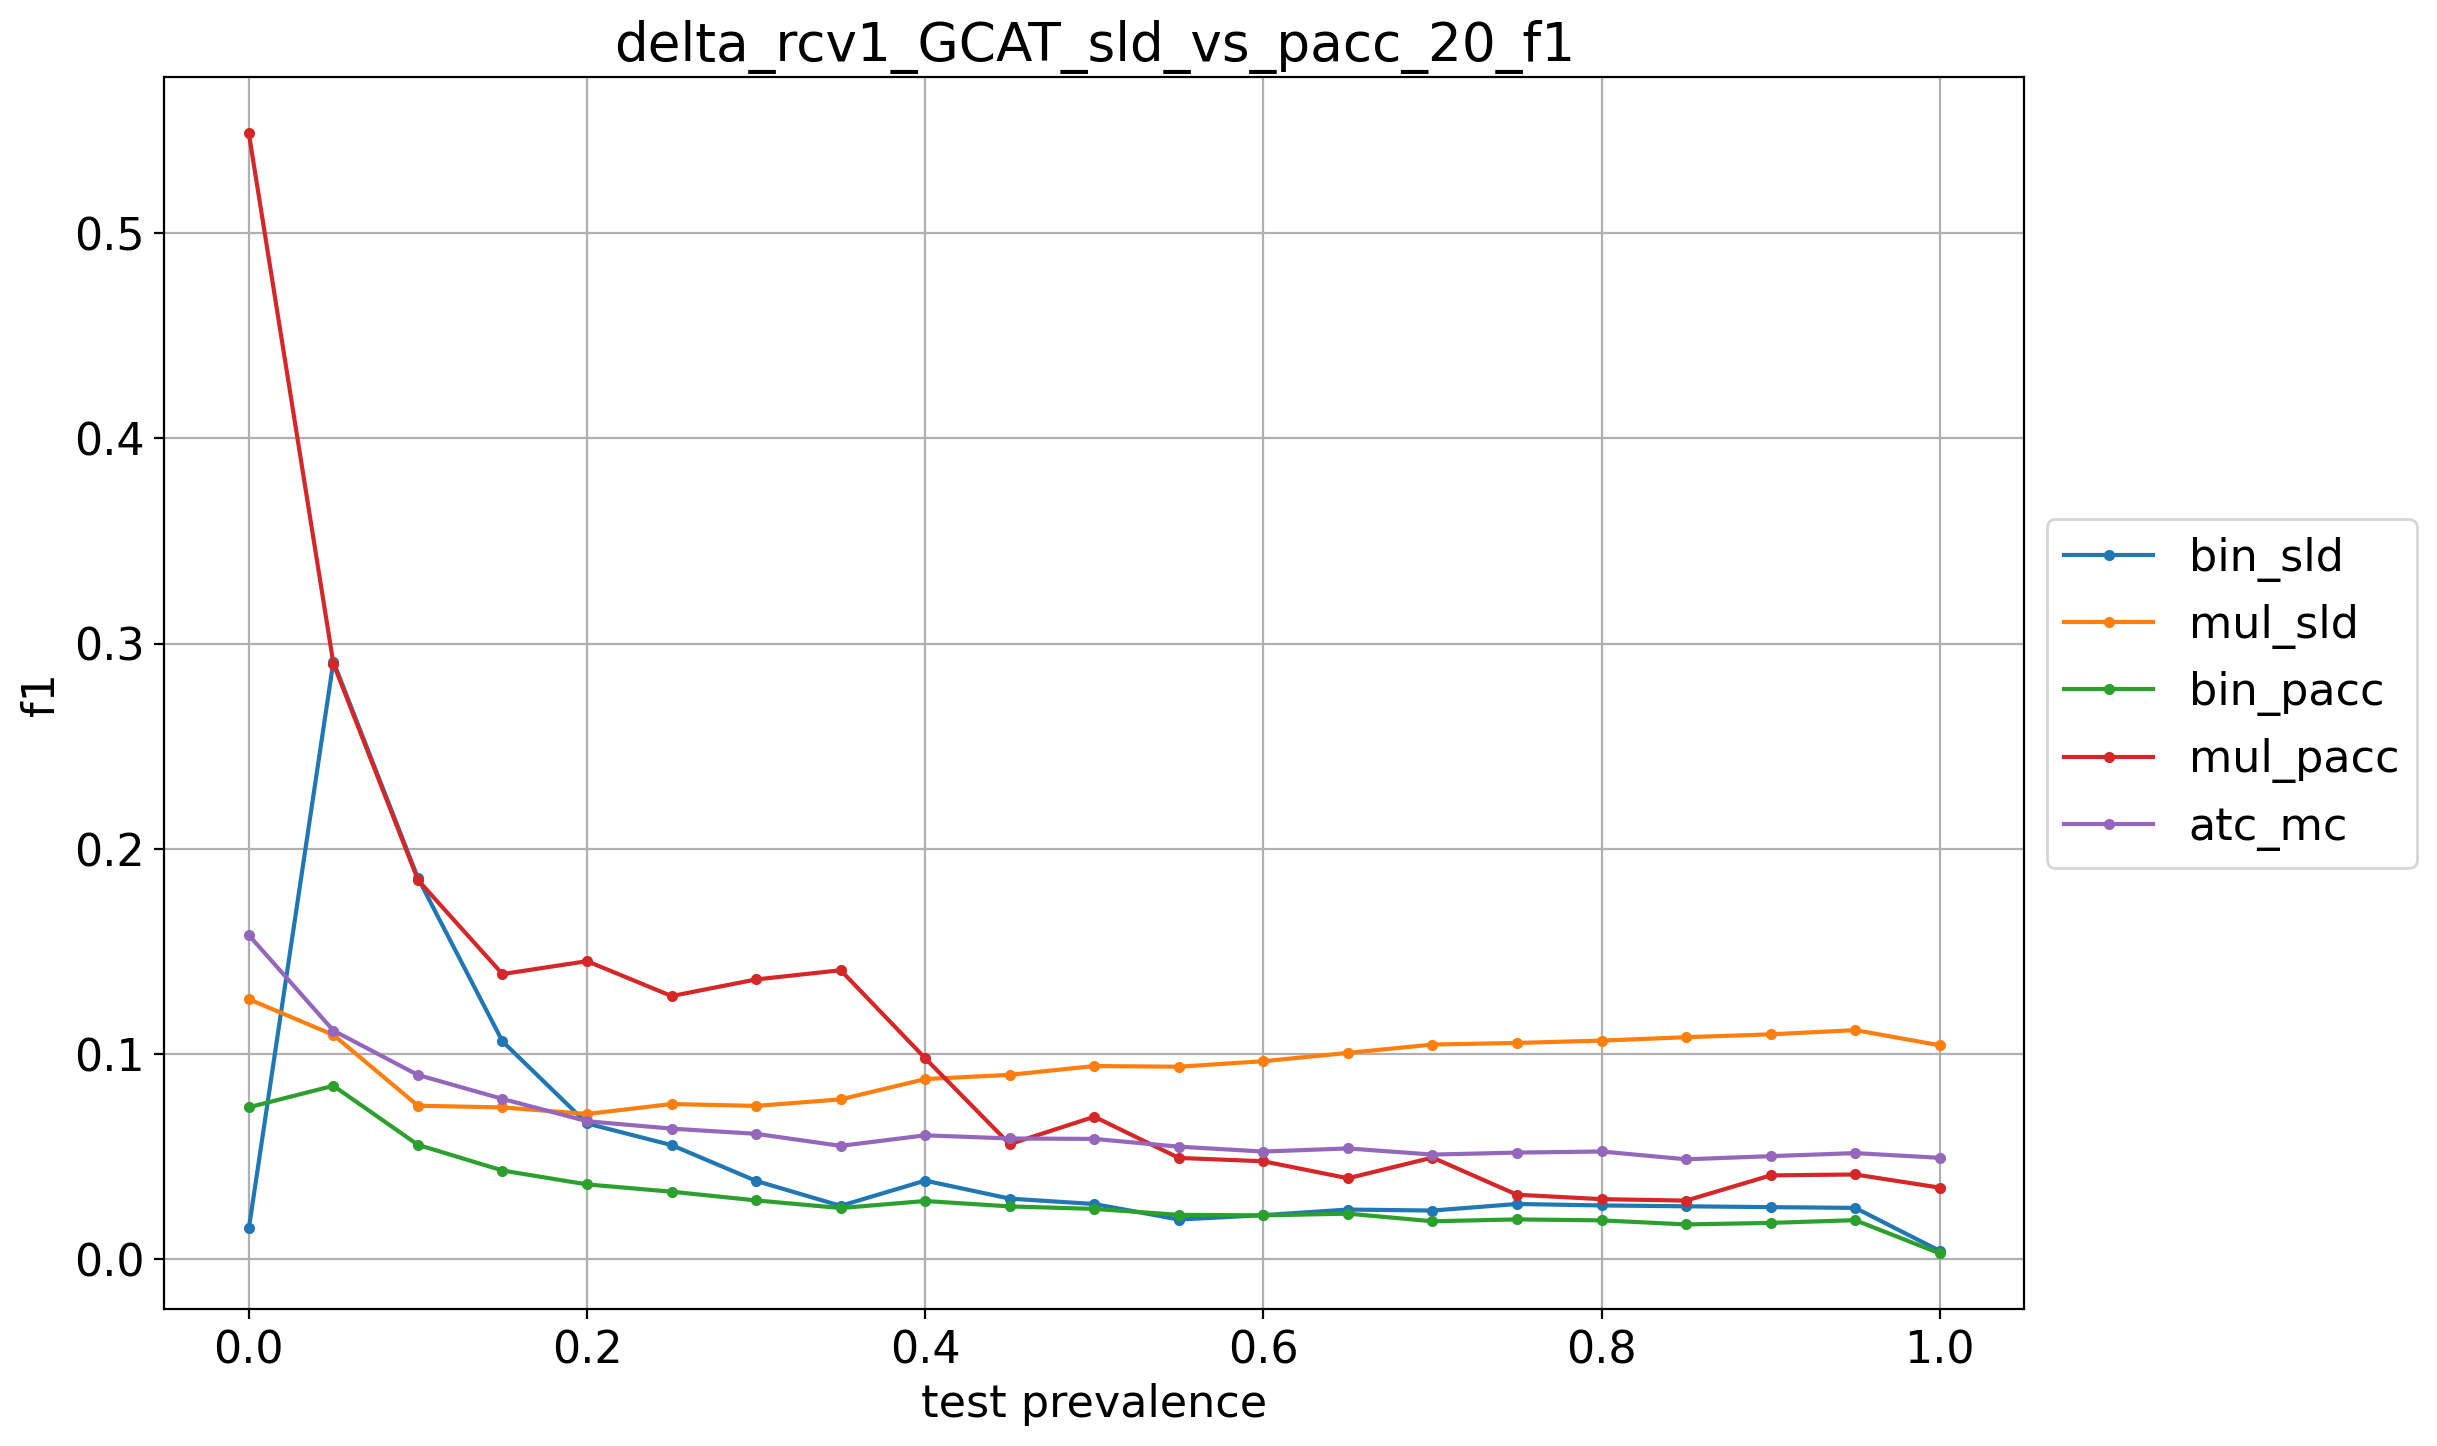 delta_rcv1_GCAT_sld_vs_pacc_20_f1
0.5
0.4
0.3
0.2
0.1
0.0
f1
0.0 0.2 0.4 0.6 0.8 1.0
test prevalence
bin_sld
mul_sld
bin_pacc
mul_pacc
atc_mc